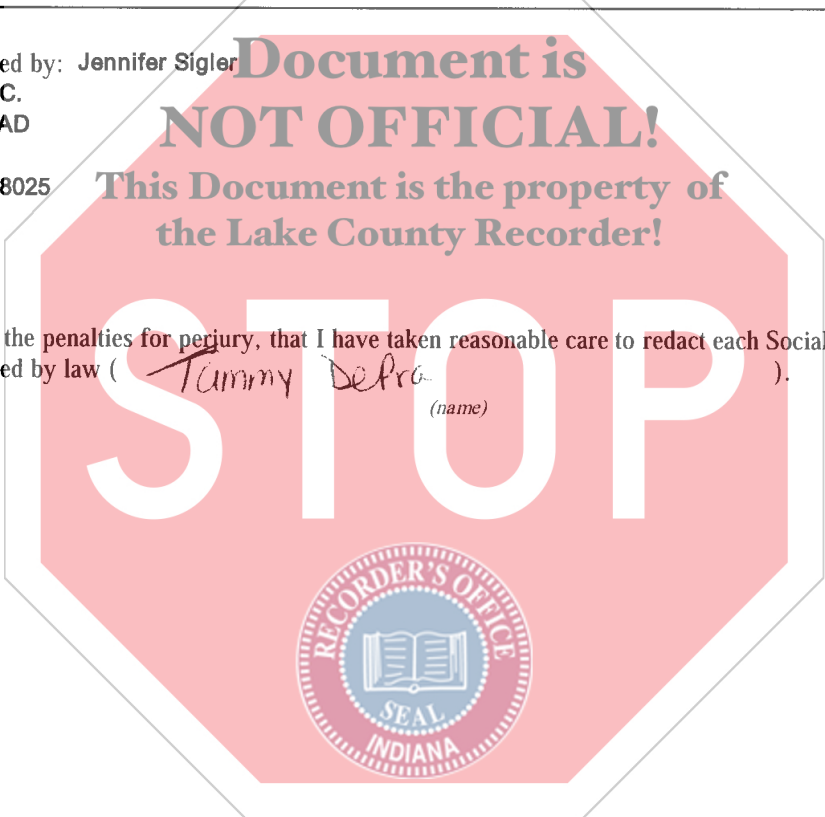 ed by: Jennifer Sigler
C.
AD
8025
Document is
NOT OFFICIAL!
This Document is the property of
the Lake County Recorder!
the penalties for perjury, that I have taken reasonable care to redact each Social
ed by law ( Tammy DePra ).
(name)
STOP
RECORDER'S OFFICE
SEAL
INDIANA